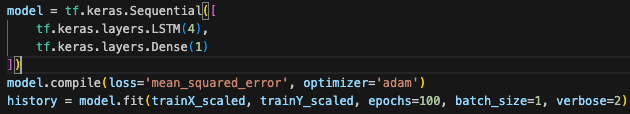 model = tf.keras.Sequential([
    tf.keras.layers.LSTM(4),
    tf.keras.layers.Dense(1)
])
model.compile(loss='mean_squared_error', optimizer='adam')
history = model.fit(trainX_scaled, trainY_scaled, epochs=100, batch_size=1, verbose=2)